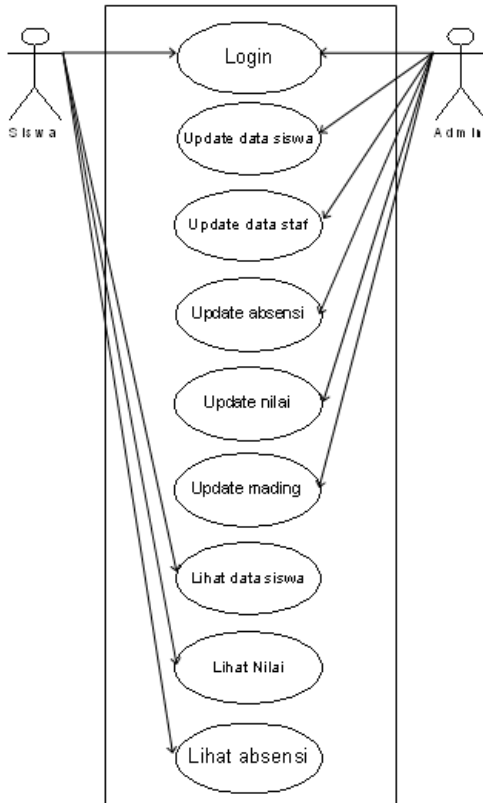 Login
Siswa
Admin
Update data siswa
Update data staf
Update absensi
Update nilai
Update mading
Lihat data siswa
Lihat Nilai
Lihat absensi